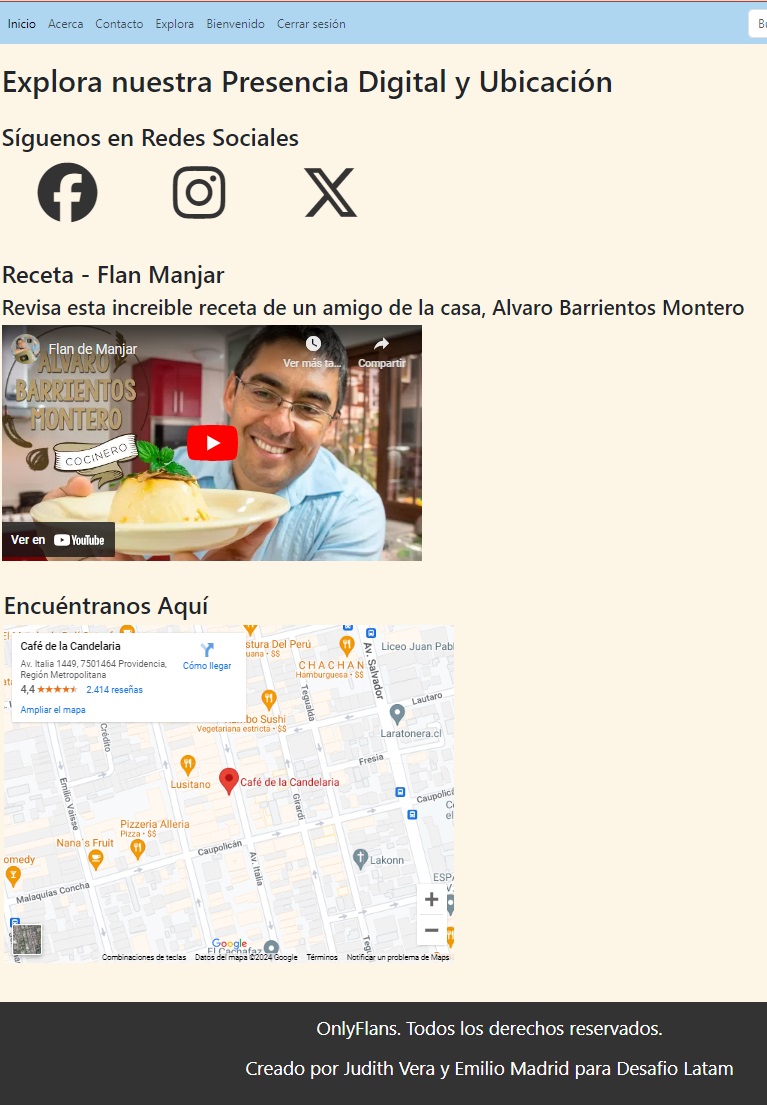 Inicio Acerca Contacto Explora Bienvenido Cerrar sesión
Explora nuestra Presencia Digital y Ubicación
Síguenos en Redes Sociales
Receta - Flan Manjar
Revisa esta increible receta de un amigo de la casa, Alvaro Barrientos Montero
Flan de Manjar
Ver más ta... Compartir
ALVARO
BARRIENTOS
MONTERO
COCINERO
Ver en YouTube
Encuéntranos Aquí
Café de la Candelaria
Av. Italia 1449, 7501464 Providencia,
Región Metropolitana
Cómo llegar
4,4 2.414 reseñas
Ampliar el mapa
stura Del Perú
uana · $$
Liceo Juan Pab
CHACHAN
Hamburguesa · $$
Av. Salvador
Tegualda
Lautaro
bo Sushi
Vegetariana estricta · $$
Laratonera.cl
Crédito
Fresia
Lusitano
Café de la Candelaria
Emilio Vaisse
Girardi
Caupolic
Pizzeria Alleria
Pizza · $$
Nana's Fruit
Caupolicán
Av. Italia
Lakonn
omedy
Malaquías Concha
ESPA
+
−
Google
El Cachafaz
Combinaciones de teclas Datos del mapa ©2024 Google Términos Notificar un problema de Maps
OnlyFlans. Todos los derechos reservados.
Creado por Judith Vera y Emilio Madrid para Desafio Latam